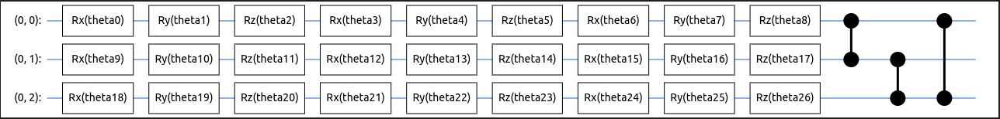 (0, 0): Rx(theta0) Ry(theta1) Rz(theta2) Rx(theta3) Ry(theta4) Rz(theta5) Rx(theta6) Ry(theta7) Rz(theta8)
(0, 1): Rx(theta9) Ry(theta10) Rz(theta11) Rx(theta12) Ry(theta13) Rz(theta14) Rx(theta15) Ry(theta16) Rz(theta17)
(0, 2): Rx(theta18) Ry(theta19) Rz(theta20) Rx(theta21) Ry(theta22) Rz(theta23) Rx(theta24) Ry(theta25) Rz(theta26)